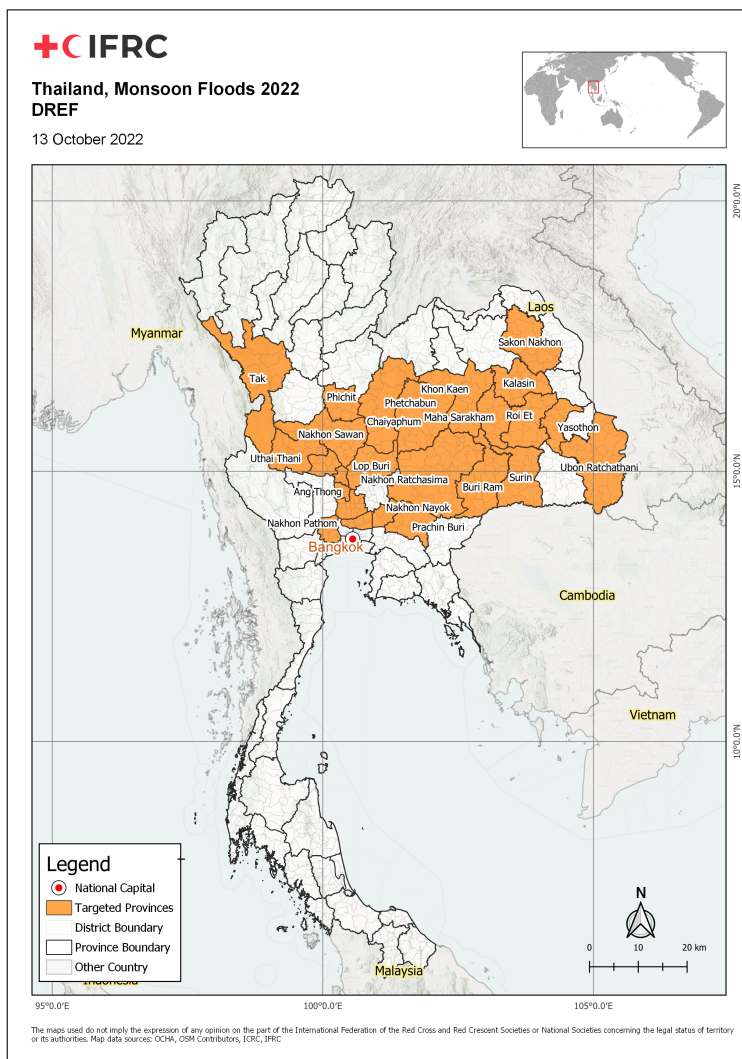 IFRC
Thailand, Monsoon Floods 2022
DREF
13 October 2022
20°0.0'N
Laos
Myanmar
Sakon Nakhon
Tak
Kalasin
Khon Kaen
Phichit
Phetchabun
Roi Et
Maha Sarakham
Chaiyaphum
Yasothon
Nakhon Sawan
Uthai Thani
Lop Buri
Ubon Ratchathani
15°0.0'N
Nakhon Ratchasima
Surin
Buri Ram
Ang Thong
Nakhon Nayok
Nakhon Pathom
Prachin Buri
Bangkok
Cambodia
Vietnam
10°0.0'N
Legend
National Capital
Targeted Provinces
District Boundary
Province Boundary
Other Country
N
0 10 20 km
Malaysia
Indonesia
95°0.0'E 100°0.0'E 105°0.0'E
The maps used do not imply the expression of any opinion on the part of the International Federation of the Red Cross and Red Crescent Societies or National Societies concerning the legal status of territory
or its authorities. Map data sources: OCHA, OSM Contributors, ICRC, IFRC